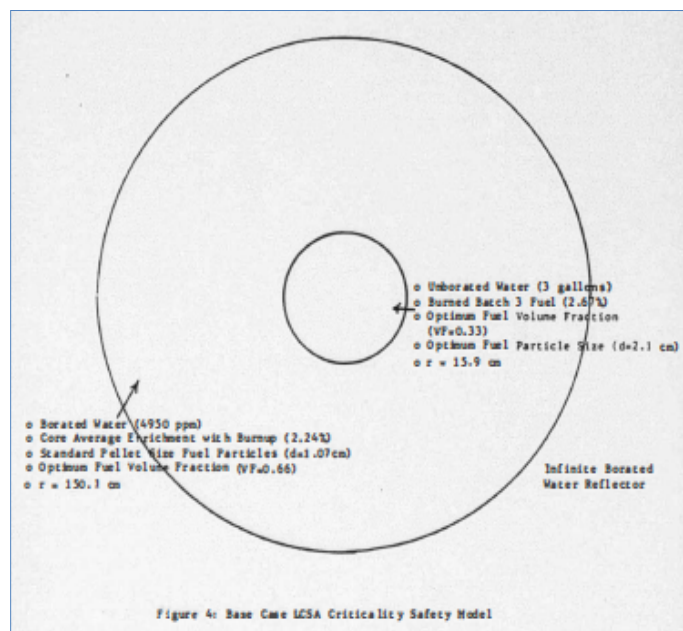 o Unborated Water (3 gallons)
o Burned Batch 3 Fuel (2.67%)
o Optimum Fuel Volume Fraction
(VF=0.33)
o Optimum Fuel Particle Size (d=2.1 cm)
o r = 15.9 cm
o Borated Water (4950 ppm)
o Core Average Enrichment with Burnup (2.24%)
o Standard Pellet Size Fuel Particles (d=1.07cm)
o Optimum Fuel Volume Fraction (VF=0.66)
o r = 150.1 cm
Infinite Borated
Water Reflector
Figure 4: Base Case LCSA Criticality Safety Model